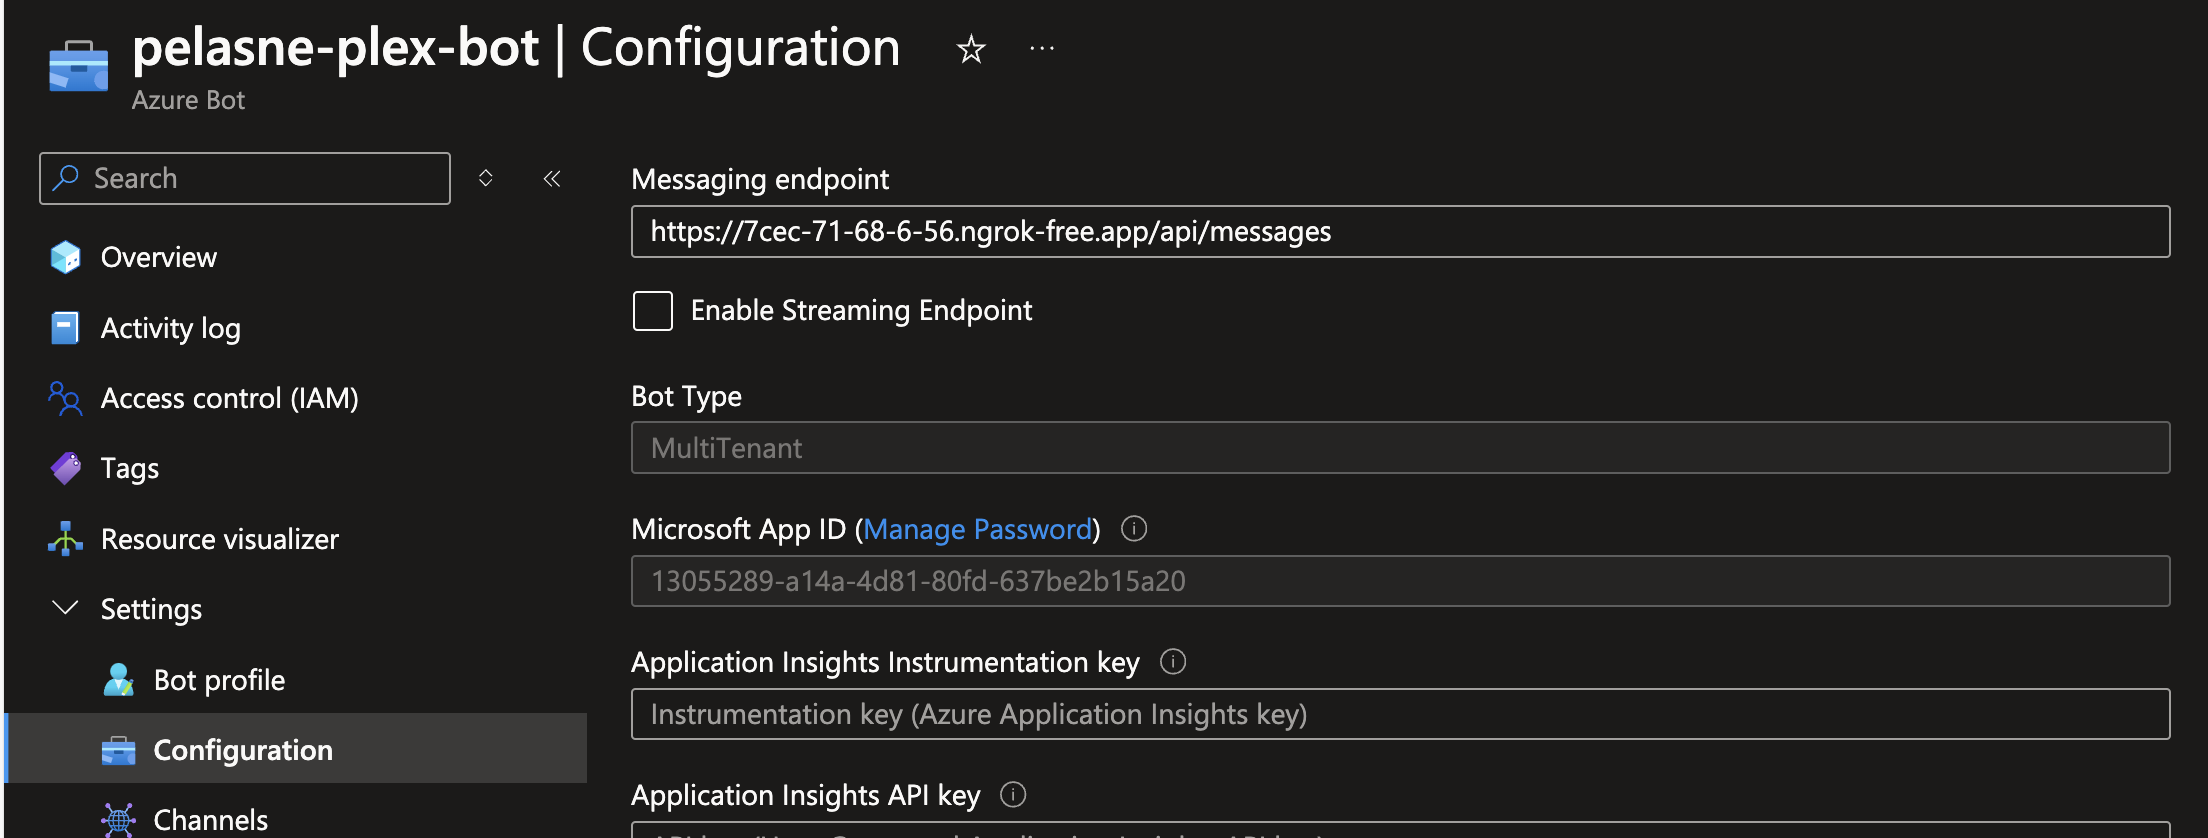 pelasne-plex-bot | Configuration
Azure Bot
Search
Overview
Activity log
Access control (IAM)
Tags
Resource visualizer
Settings
Bot profile
Configuration
Channels
Messaging endpoint
https://7cec-71-68-6-56.ngrok-free.app/api/messages
Enable Streaming Endpoint
Bot Type
MultiTenant
Microsoft App ID (Manage Password)
13055289-a14a-4d81-80fd-637be2b15a20
Application Insights Instrumentation key
Instrumentation key (Azure Application Insights key)
Application Insights API key